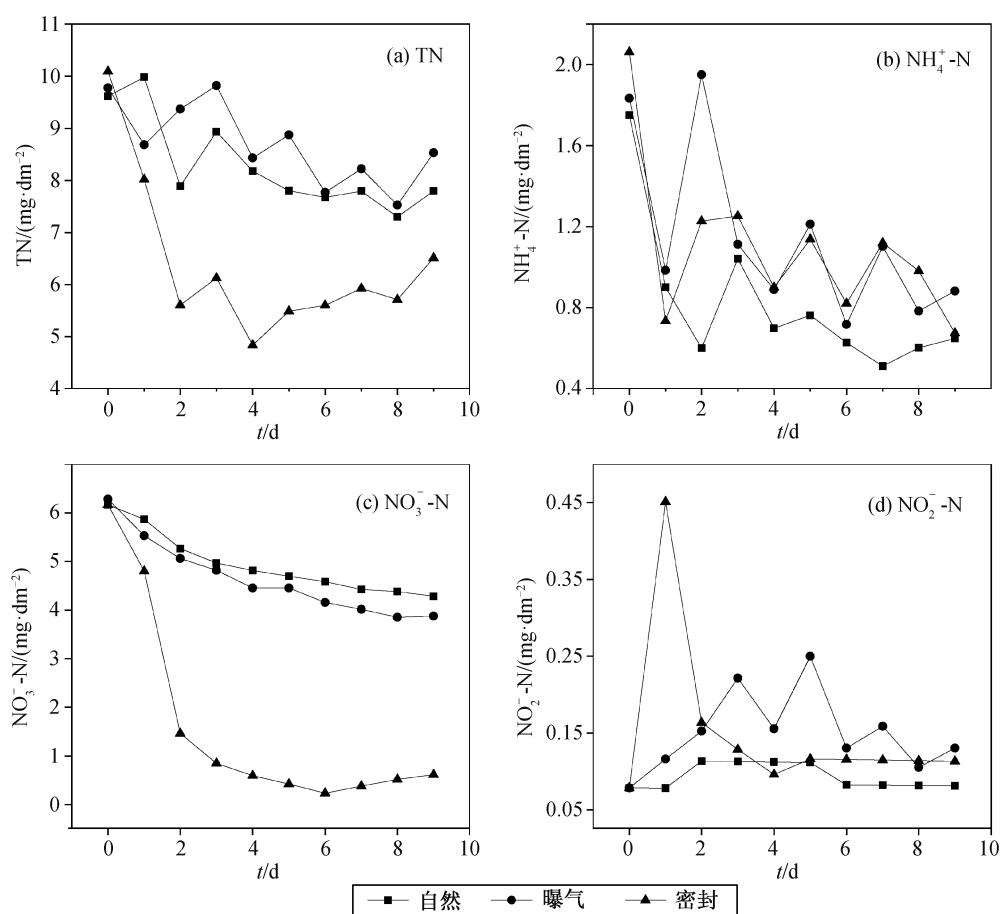 (a) TN
TN/(mg·dm⁻²)
11
10
9
8
7
6
5
4
0 2 4 6 8 10
t/d
(b) NH₄⁺-N
NH₄⁺-N/(mg·dm⁻²)
2.0
1.6
1.2
0.8
0.4
0 2 4 6 8 10
t/d
(c) NO₃⁻-N
NO₃⁻-N/(mg·dm⁻²)
6
5
4
3
2
1
0
0 2 4 6 8 10
t/d
(d) NO₂⁻-N
NO₂⁻-N/(mg·dm⁻²)
0.45
0.35
0.25
0.15
0.05
0 2 4 6 8 10
t/d
自然 曝气 密封